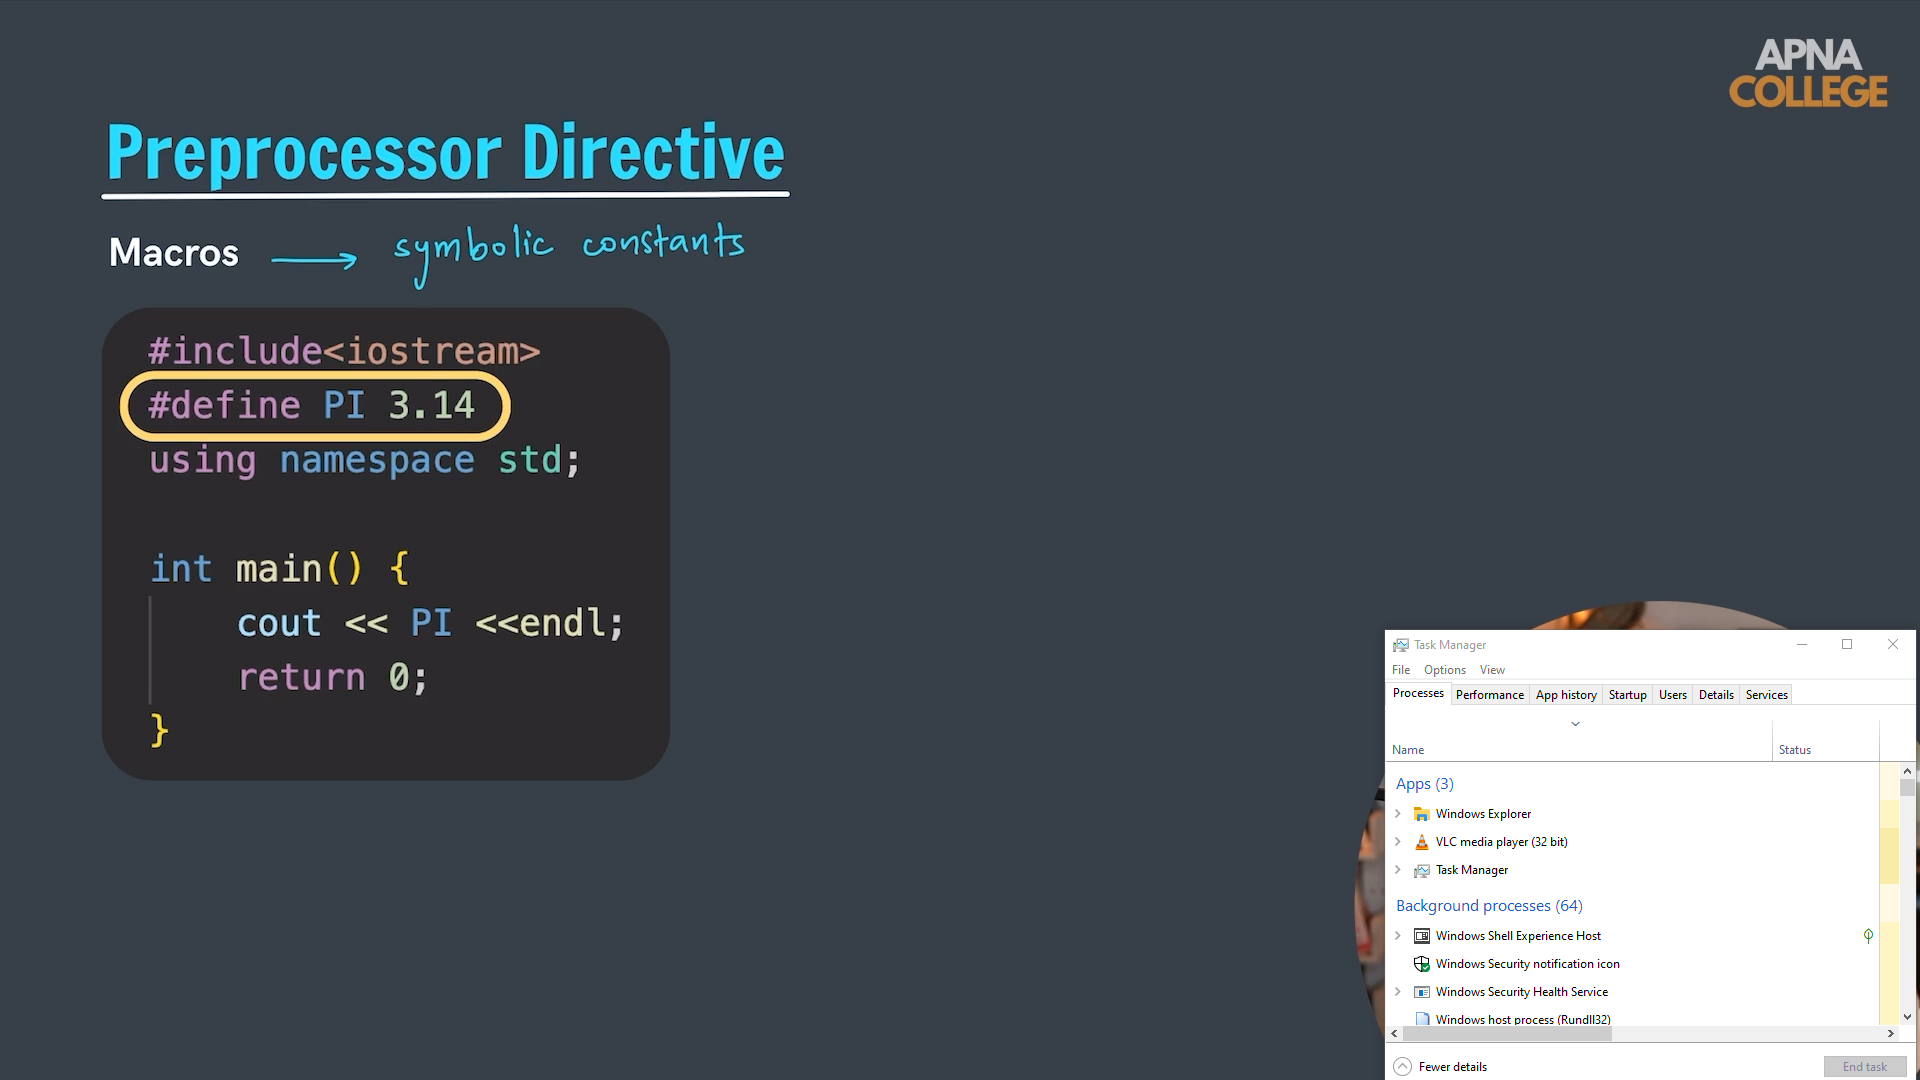 APNA
COLLEGE
Preprocessor Directive
Macros → symbolic constants
#include<iostream>
#define PI 3.14
using namespace std;
int main() {
cout << PI <<endl;
return 0;
}
Task Manager
File Options View
Processes Performance App history Startup Users Details Services
Name Status
Apps (3)
Windows Explorer
VLC media player (32 bit)
Task Manager
Background processes (64)
Windows Shell Experience Host
Windows Security notification icon
Windows Security Health Service
Windows host process (Rundll32)
Fewer details End task